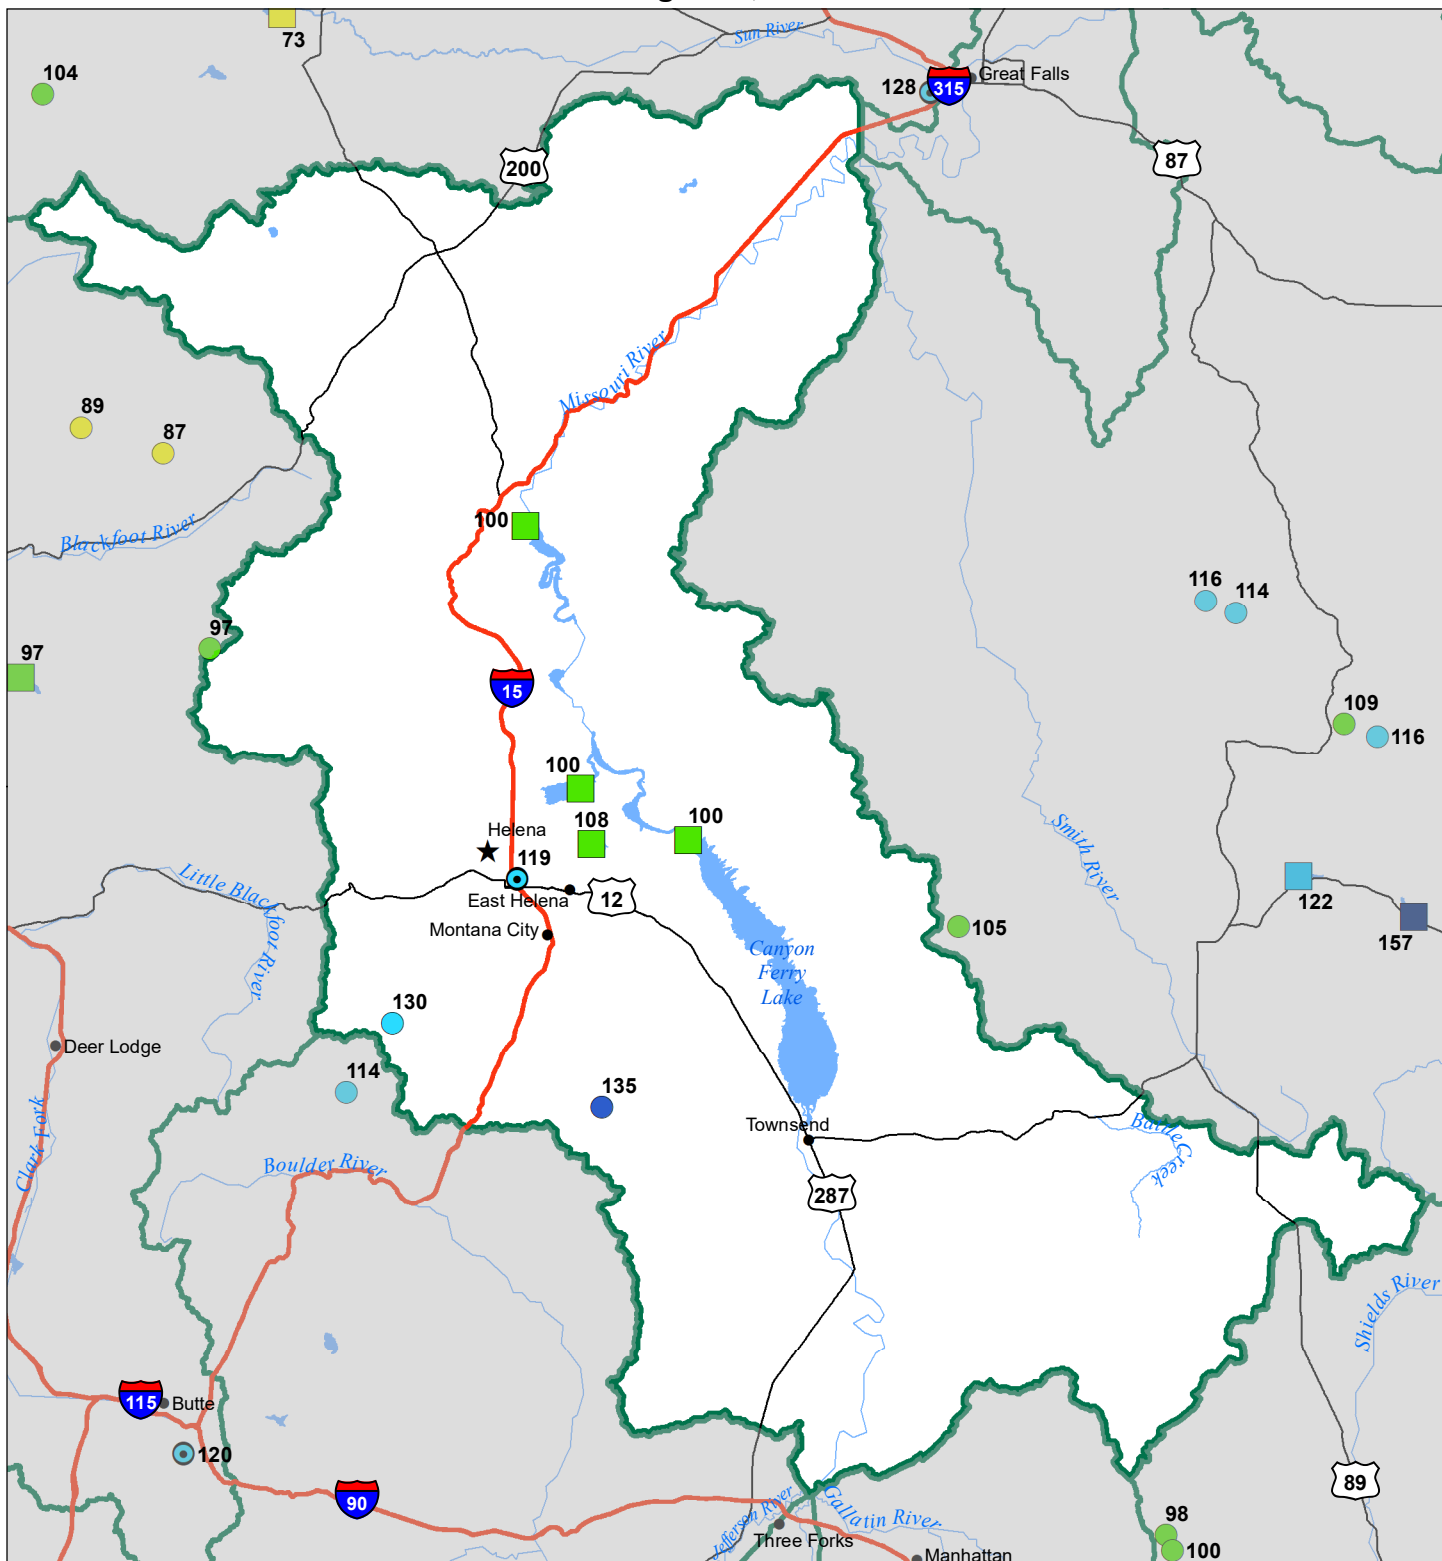 73
Sun River
104
128
315
Great Falls
200
87
Missouri River
89
87
100
Blackfoot River
116
114
97
97
15
109
116
100
Helena
108
100
119
Smith River
Little Blackfoot River
East Helena
12
122
157
Montana City
105
Canyon
Ferry
Lake
130
Deer Lodge
114
135
Townsend
Battle Creek
Clark Fork
Boulder River
287
Shields River
115
Butte
120
90
89
Jefferson River
Gallatin River
98
Three Forks
100
Manhattan